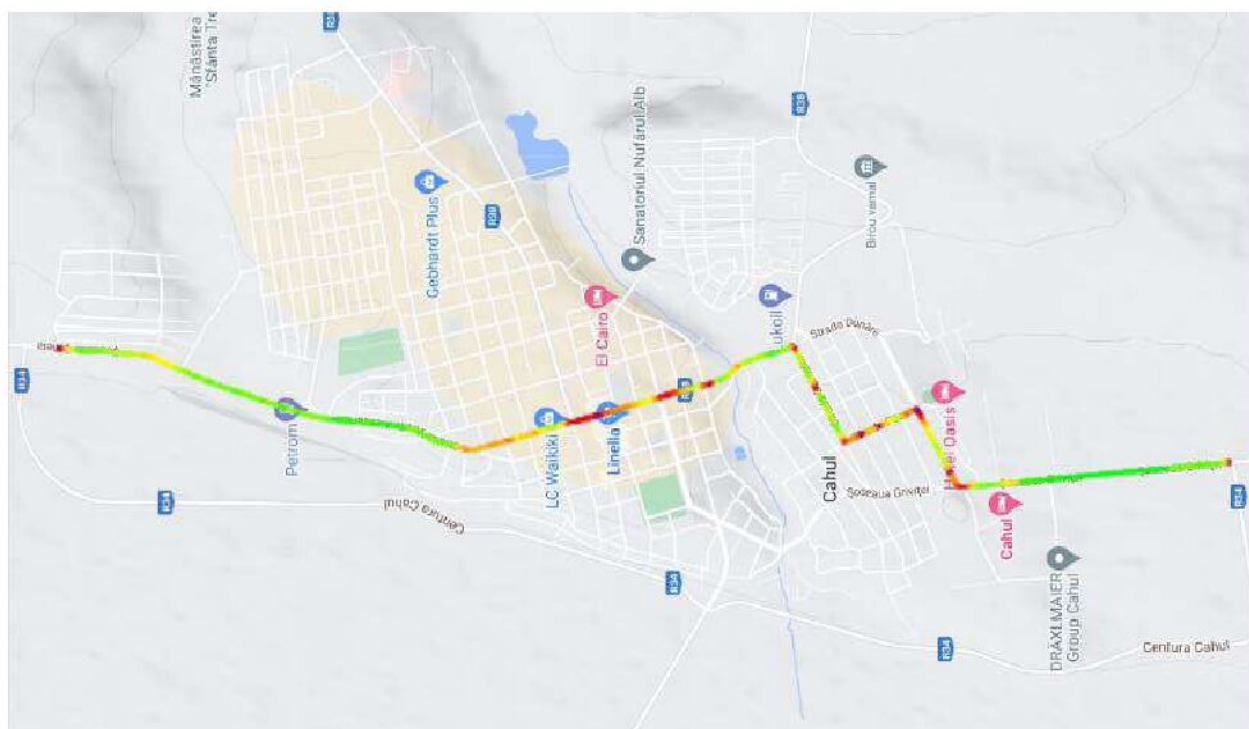 Mănăstirea
"Sfânta Tre
R38
Gebhardt Plus
R38
Sanatoriul Nufărul Alb
R38
Birou vamal
El Cairo
Lukoil
Strada Dunării
R34
Petrom
LC Waikiki
Linella
R34
Centura Cahul
Cahul
Șoseaua Griviței
Hotel Oasis
Cahul
R34
R34
DRÄXLMAIER
Group Cahul
Centura Cahul
R34